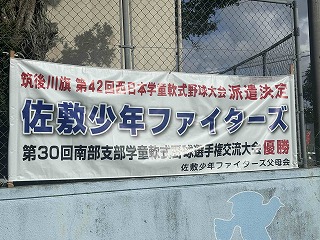 筑後川旗 第42回西日本学童軟式野球大会 派遣決定
佐敷少年ファイターズ
第30回南部支部学童軟式野球選手権交流大会 優勝
佐敷少年ファイターズ父母会